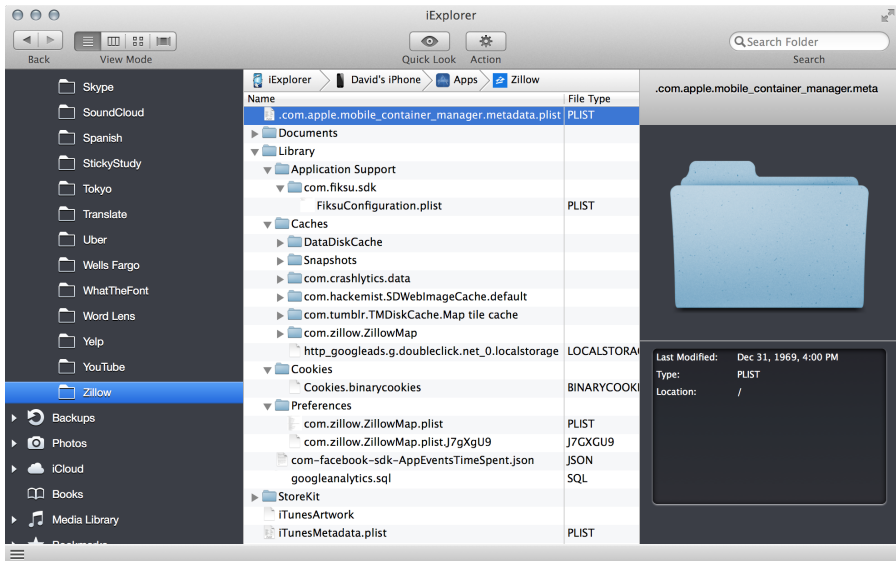 iExplorer
Back
View Mode
Quick Look
Action
Search Folder
Search
Skype
SoundCloud
Spanish
StickyStudy
Tokyo
Translate
Uber
Wells Fargo
WhatTheFont
Word Lens
Yelp
YouTube
Zillow
Backups
Photos
iCloud
Books
Media Library
Bookmarks
iExplorer David's iPhone Apps Zillow
Name File Type
.com.apple.mobile_container_manager.metadata.plist PLIST
Documents
Library
Application Support
com.fiksu.sdk
FiksuConfiguration.plist PLIST
Caches
DataDiskCache
Snapshots
com.crashlytics.data
com.hackemist.SDWebImageCache.default
com.tumblr.TMDiskCache.Map tile cache
com.zillow.ZillowMap
http_googleads.g.doubleclick.net_0.localstorage LOCALSTORA
Cookies
Cookies.binarycookies BINARYCOOKI
Preferences
com.zillow.ZillowMap.plist PLIST
com.zillow.ZillowMap.plist.J7gXgU9 J7GXGU9
com-facebook-sdk-AppEventsTimeSpent.json JSON
googleanalytics.sql SQL
StoreKit
iTunesArtwork
iTunesMetadata.plist PLIST
.com.apple.mobile_container_manager.meta
Last Modified: Dec 31, 1969, 4:00 PM
Type: PLIST
Location: /